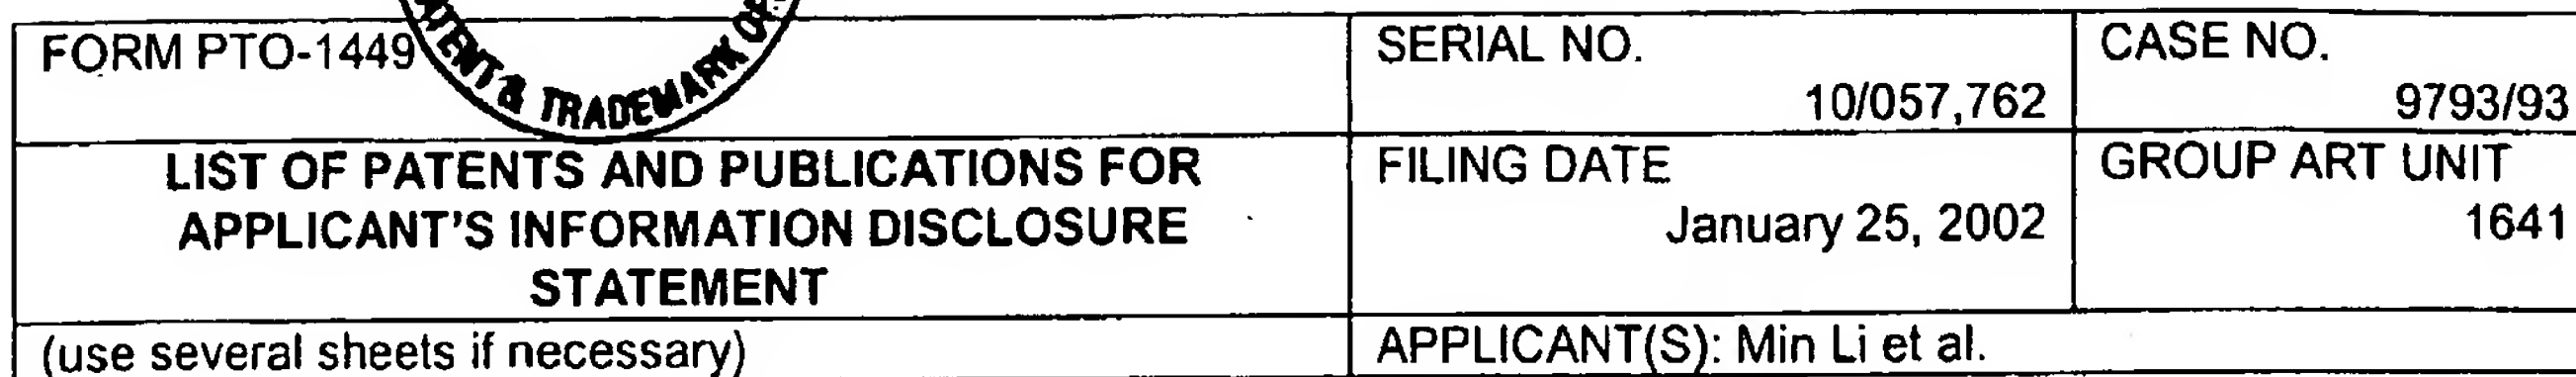 FORM PTO-1449
ATENT & TRADEMARK OF
SERIAL NO.
10/057,762
CASE NO.
9793/93
LIST OF PATENTS AND PUBLICATIONS FOR
APPLICANT'S INFORMATION DISCLOSURE
STATEMENT
FILING DATE
January 25, 2002
GROUP ART UNIT
1641
(use several sheets if necessary)
APPLICANT(S): Min Li et al.